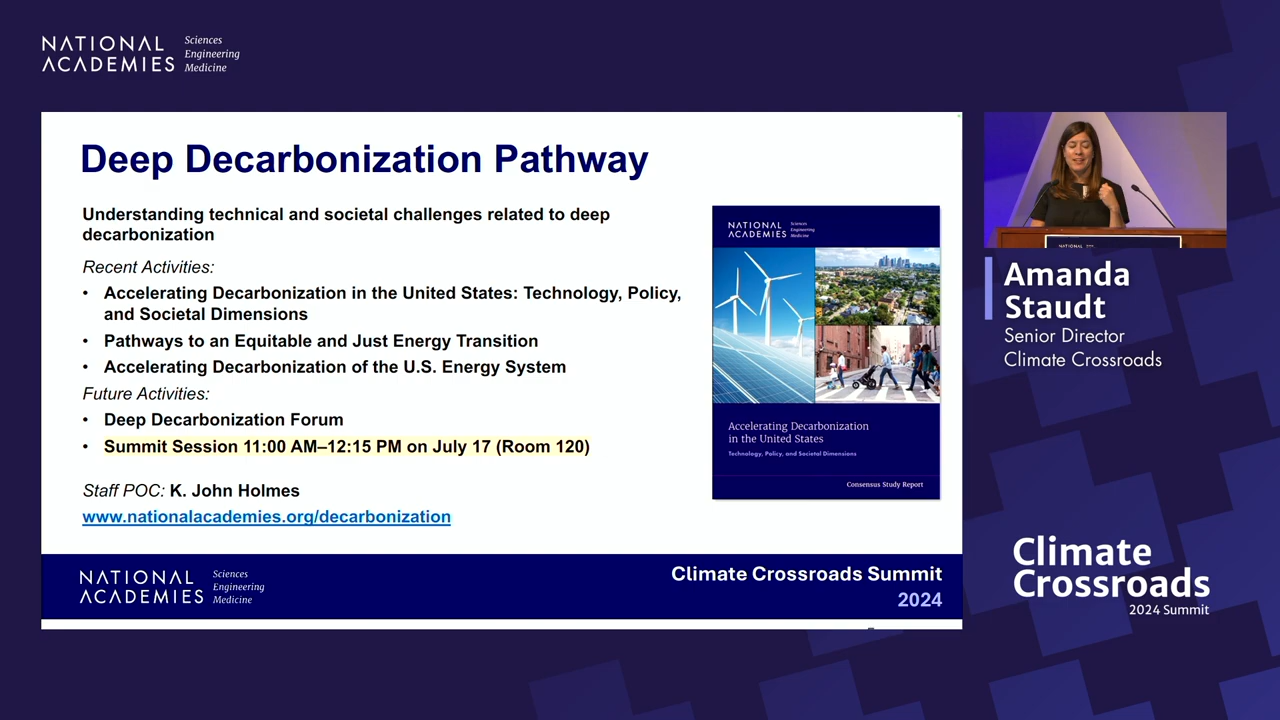 NATIONAL
ACADEMIES
Sciences
Engineering
Medicine
Deep Decarbonization Pathway
Understanding technical and societal challenges related to deep
decarbonization
Recent Activities:
• Accelerating Decarbonization in the United States: Technology, Policy,
and Societal Dimensions
• Pathways to an Equitable and Just Energy Transition
• Accelerating Decarbonization of the U.S. Energy System
Future Activities:
• Deep Decarbonization Forum
• Summit Session 11:00 AM–12:15 PM on July 17 (Room 120)
Staff POC: K. John Holmes
www.nationalacademies.org/decarbonization
NATIONAL
ACADEMIES
Sciences
Engineering
Medicine
Accelerating Decarbonization
in the United States
Technology, Policy, and Societal Dimensions
Consensus Study Report
NATIONAL
ACADEMIES
Sciences
Engineering
Medicine
Climate Crossroads Summit
2024
NATIONAL
Amanda
Staudt
Senior Director
Climate Crossroads
Climate
Crossroads
2024 Summit